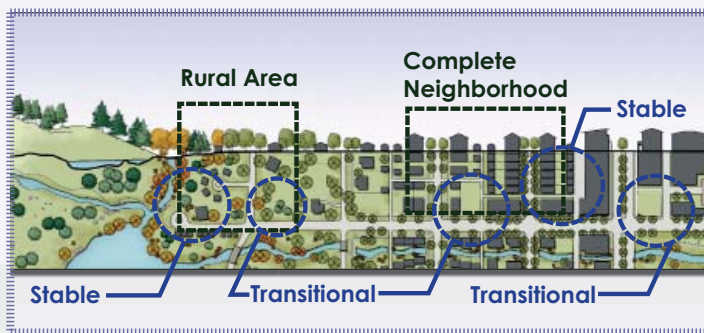 Rural Area
Complete
Neighborhood
Stable
Stable
Transitional
Transitional